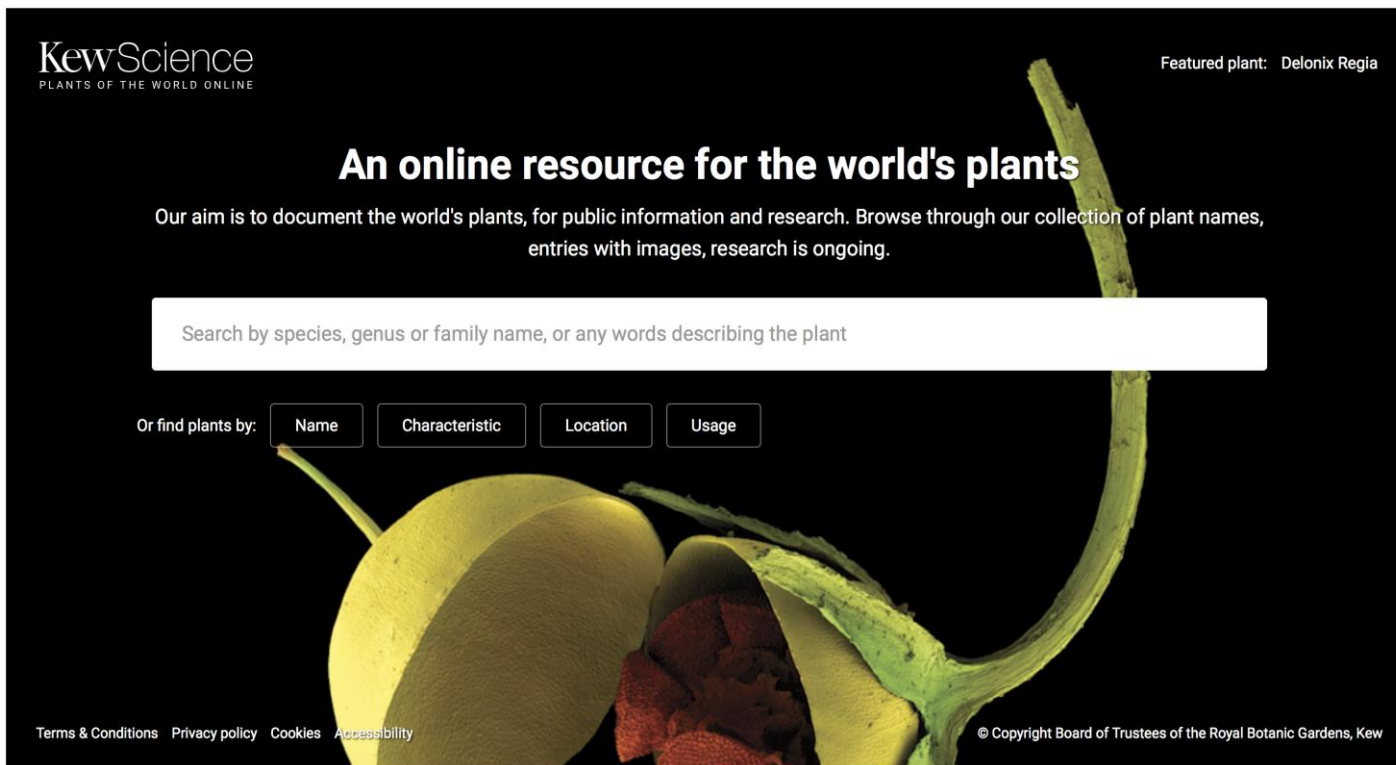 KewScience
PLANTS OF THE WORLD ONLINE
Featured plant: Delonix Regia
An online resource for the world's plants
Our aim is to document the world's plants, for public information and research. Browse through our collection of plant names,
entries with images, research is ongoing.
Search by species, genus or family name, or any words describing the plant
Or find plants by: Name Characteristic Location Usage
Terms & Conditions Privacy policy Cookies Accessibility
© Copyright Board of Trustees of the Royal Botanic Gardens, Kew